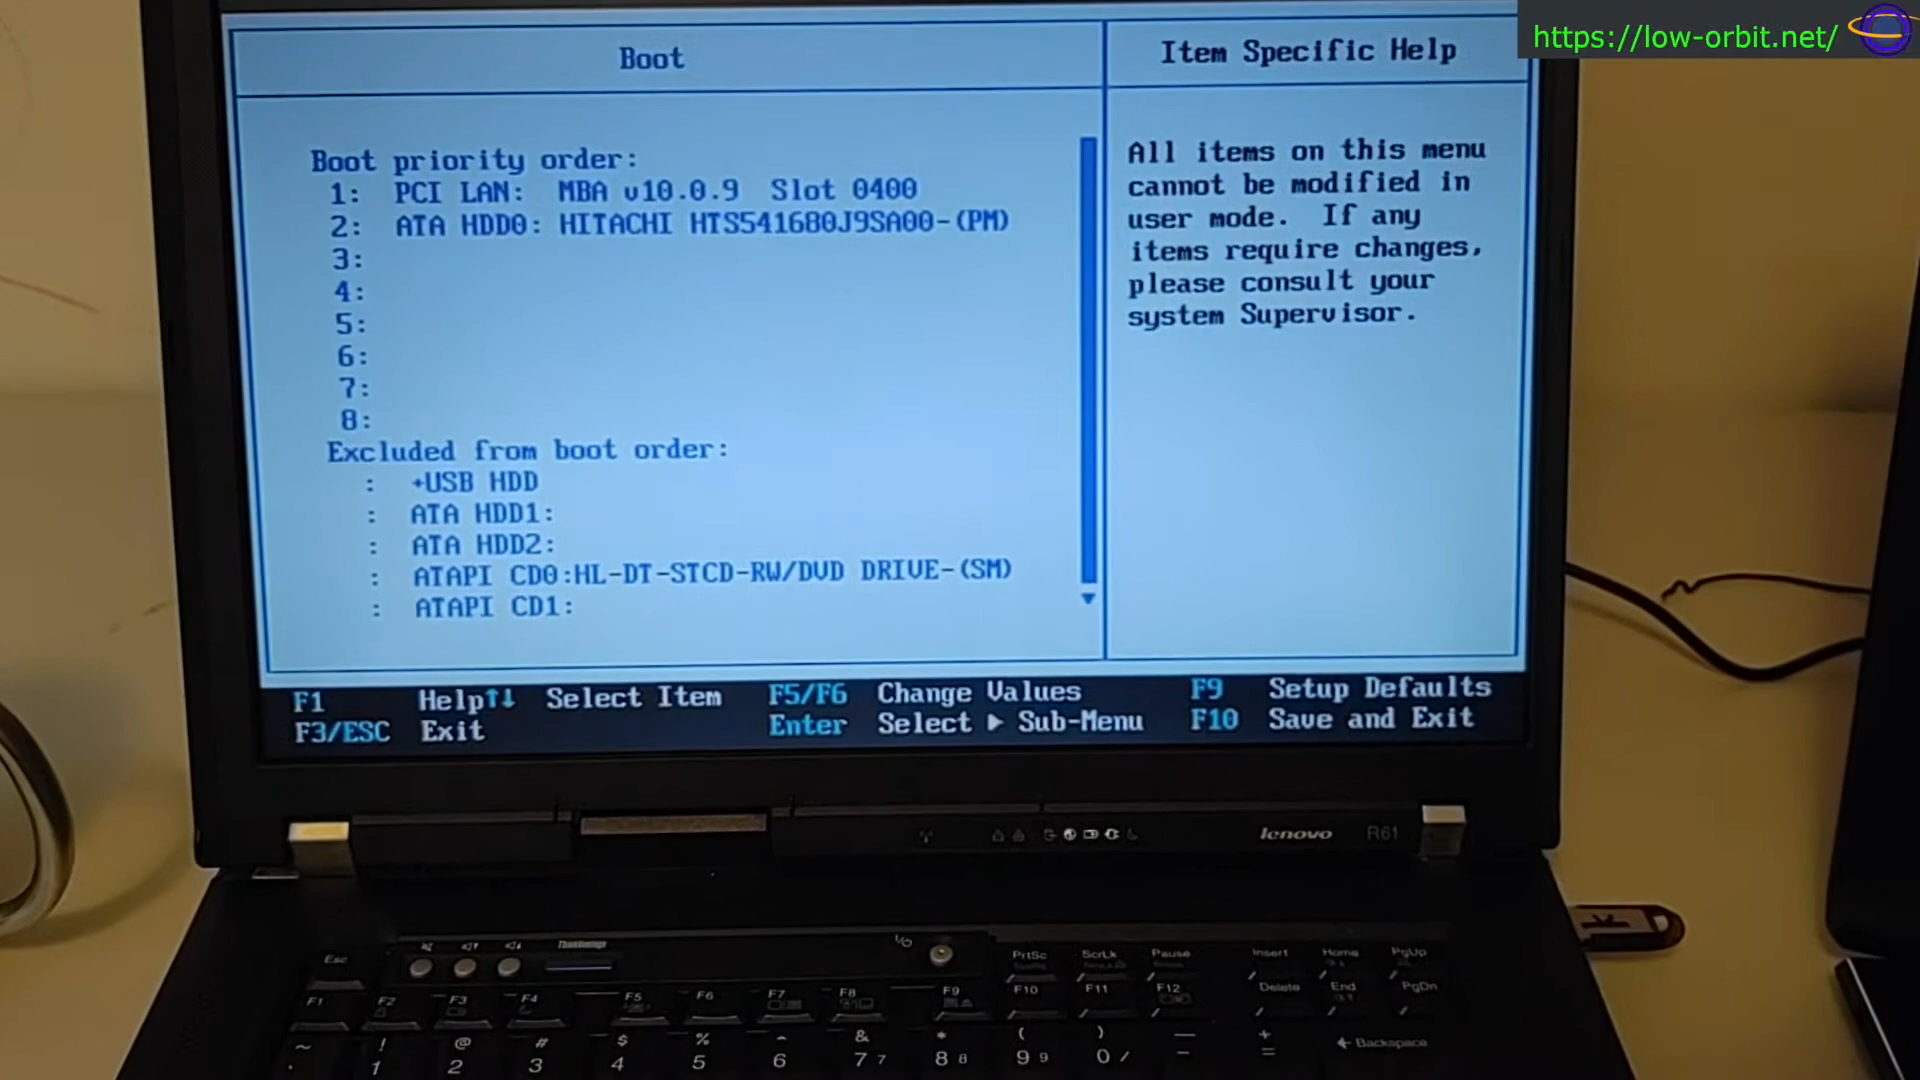 https://low-orbit.net/
Boot
Item Specific Help
Boot priority order:
1: PCI LAN: MBA v10.0.9 Slot 0400
2: ATA HDD0: HITACHI HTS541680J9SA00-(PM)
3:
4:
5:
6:
7:
8:
Excluded from boot order:
: +USB HDD
: ATA HDD1:
: ATA HDD2:
: ATAPI CD0:HL-DT-STCD-RW/DVD DRIVE-(SM)
: ATAPI CD1:
All items on this menu
cannot be modified in
user mode. If any
items require changes,
please consult your
system Supervisor.
F1 Help ↑↓ Select Item F5/F6 Change Values F9 Setup Defaults
F3/ESC Exit Enter Select ▶ Sub-Menu F10 Save and Exit
lenovo R61
ThinkVantage
Esc
PrtSc ScrLk Pause Insert Home PgUp
F1 F2 F3 F4 F5 F6 F7 F8 F9 F10 F11 F12 Delete End PgDn
~ ! @ # $ % ^ & * ( ) — +
1 2 3 4 5 6 7 7 8 8 9 9 0 / - = Backspace